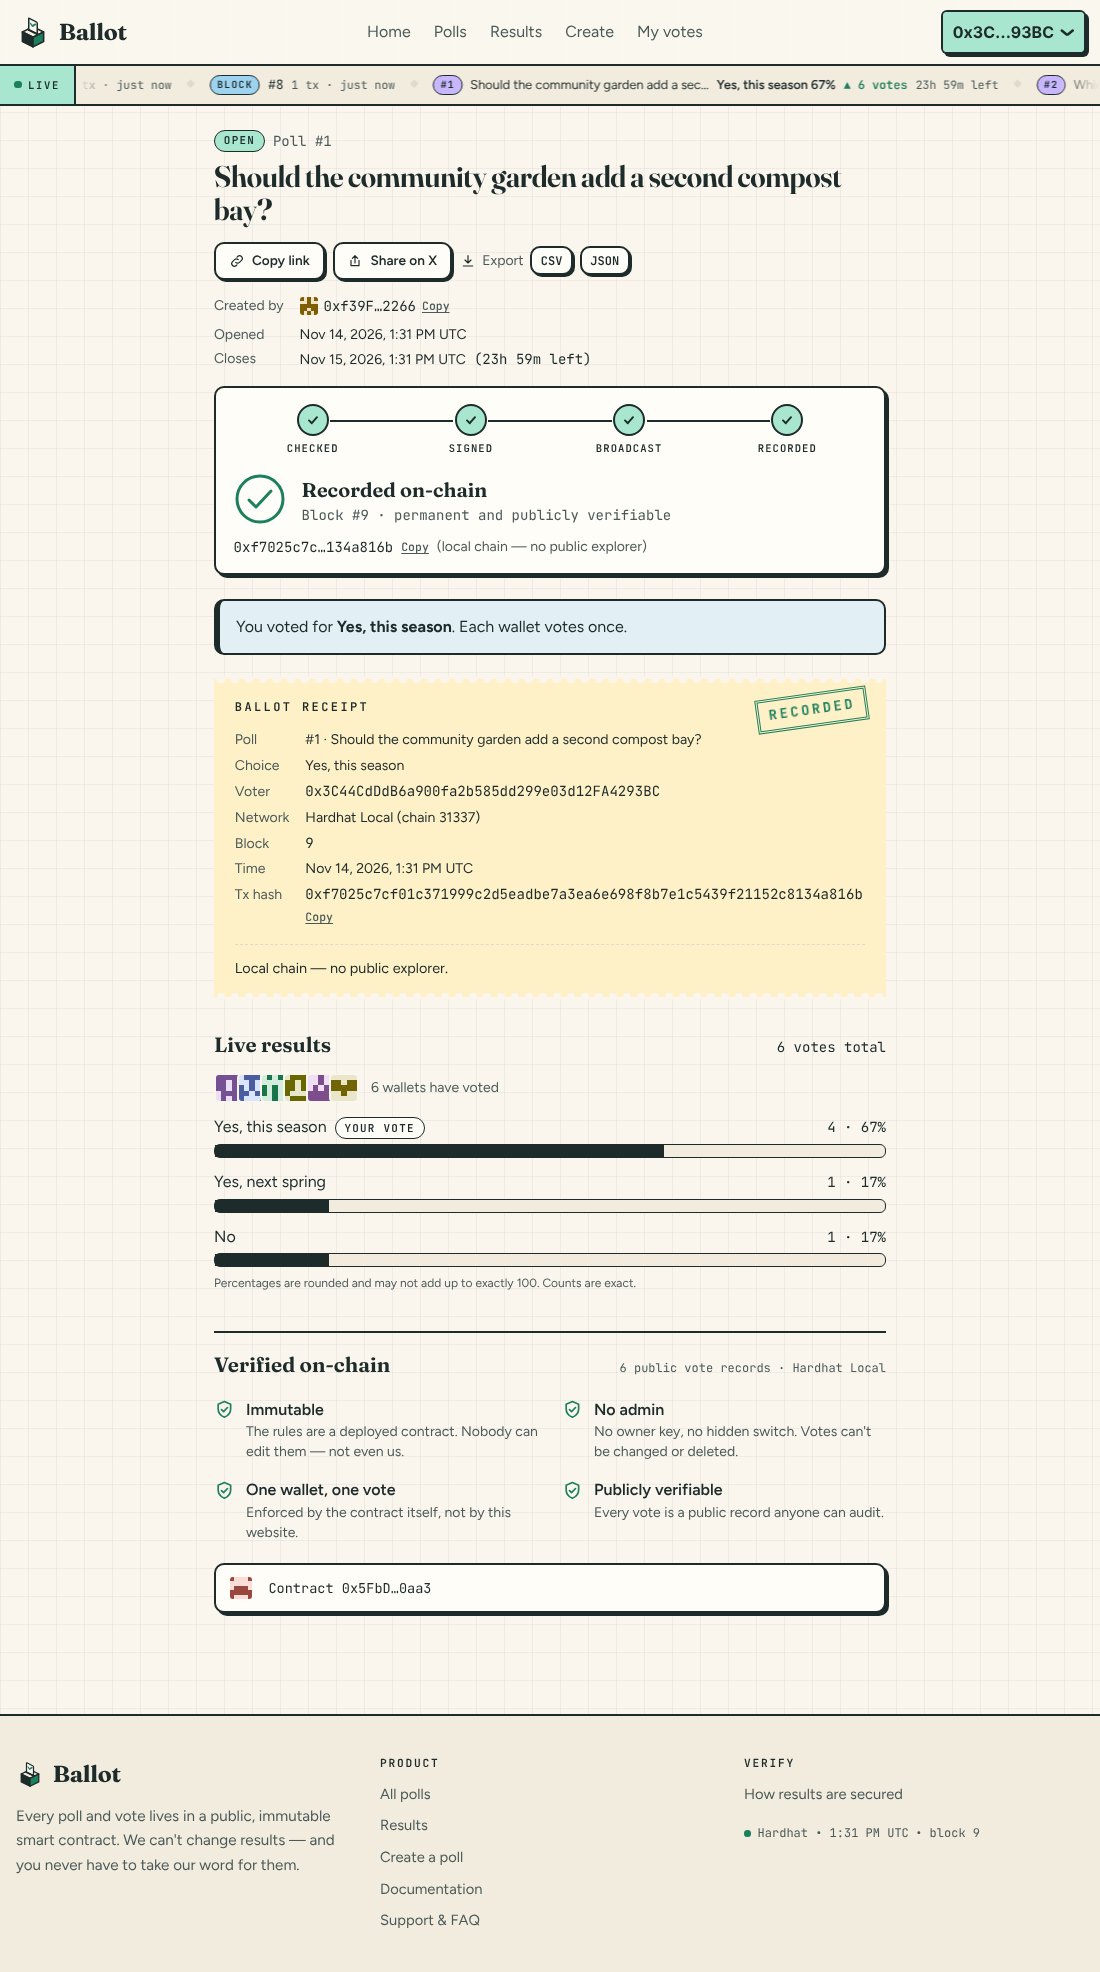 Ballot
Home Polls Results Create My votes
0x3C…93BC
LIVE tx · just now BLOCK #8 1 tx · just now #1 Should the community garden add a sec… Yes, this season 67% ▲ 6 votes 23h 59m left #2
OPEN Poll #1
Should the community garden add a second compost
bay?
Copy link Share on X Export CSV JSON
Created by 0xf39F…2266 Copy
Opened Nov 14, 2026, 1:31 PM UTC
Closes Nov 15, 2026, 1:31 PM UTC (23h 59m left)
CHECKED SIGNED BROADCAST RECORDED
Recorded on-chain
Block #9 · permanent and publicly verifiable
0xf7025c7c…134a816b Copy (local chain — no public explorer)
You voted for Yes, this season. Each wallet votes once.
BALLOT RECEIPT
RECORDED
Poll #1 · Should the community garden add a second compost bay?
Choice Yes, this season
Voter 0x3C44CdDdB6a900fa2b585dd299e03d12FA4293BC
Network Hardhat Local (chain 31337)
Block 9
Time Nov 14, 2026, 1:31 PM UTC
Tx hash 0xf7025c7cf01c371999c2d5eadbe7a3ea6e698f8b7e1c5439f21152c8134a816b
Copy
Local chain — no public explorer.
Live results 6 votes total
6 wallets have voted
Yes, this season YOUR VOTE 4 · 67%
Yes, next spring 1 · 17%
No 1 · 17%
Percentages are rounded and may not add up to exactly 100. Counts are exact.
Verified on-chain 6 public vote records · Hardhat Local
Immutable
The rules are a deployed contract. Nobody can
edit them — not even us.
No admin
No owner key, no hidden switch. Votes can't
be changed or deleted.
One wallet, one vote
Enforced by the contract itself, not by this
website.
Publicly verifiable
Every vote is a public record anyone can audit.
Contract 0x5FbD…0aa3
Ballot
Every poll and vote lives in a public, immutable
smart contract. We can't change results — and
you never have to take our word for them.
PRODUCT
All polls
Results
Create a poll
Documentation
Support & FAQ
VERIFY
How results are secured
Hardhat • 1:31 PM UTC • block 9